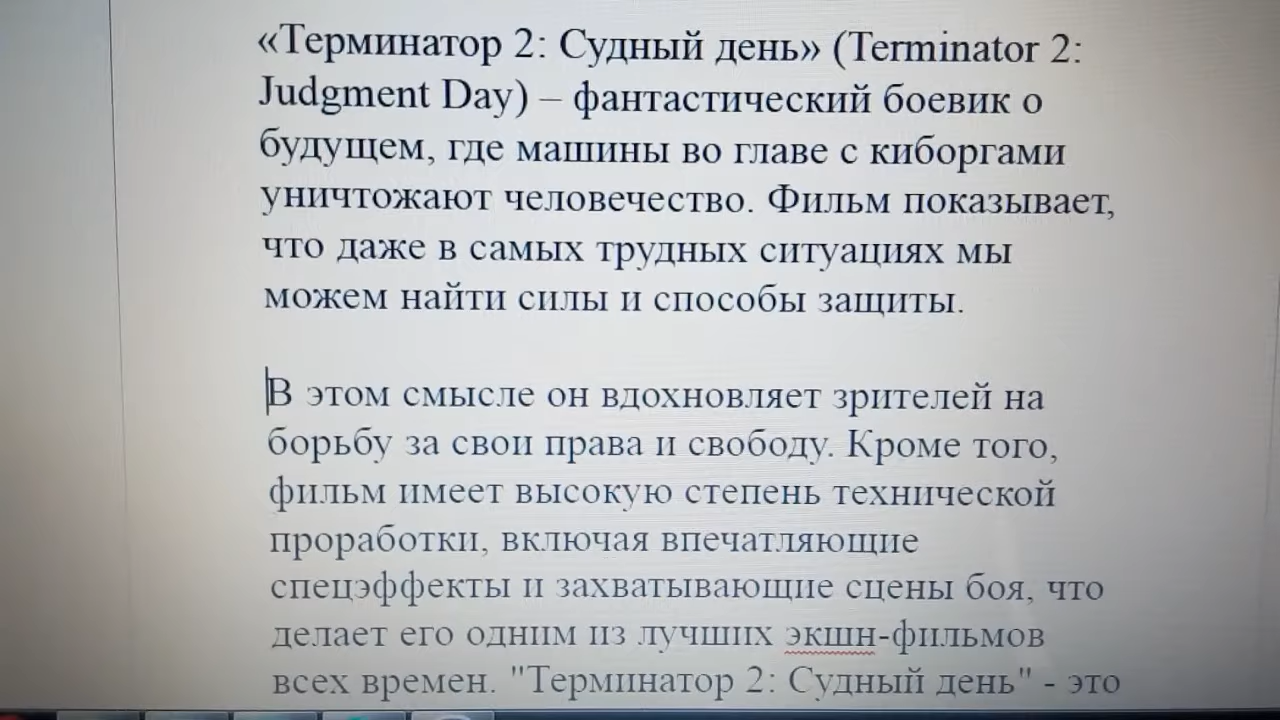 «Терминатор 2: Судный день» (Terminator 2:
Judgment Day) – фантастический боевик о
будущем, где машины во главе с киборгами
уничтожают человечество. Фильм показывает,
что даже в самых трудных ситуациях мы
можем найти силы и способы защиты.
В этом смысле он вдохновляет зрителей на
борьбу за свои права и свободу. Кроме того,
фильм имеет высокую степень технической
проработки, включая впечатляющие
спецэффекты и захватывающие сцены боя, что
делает его одним из лучших экшн-фильмов
всех времен. "Терминатор 2: Судный день" - это